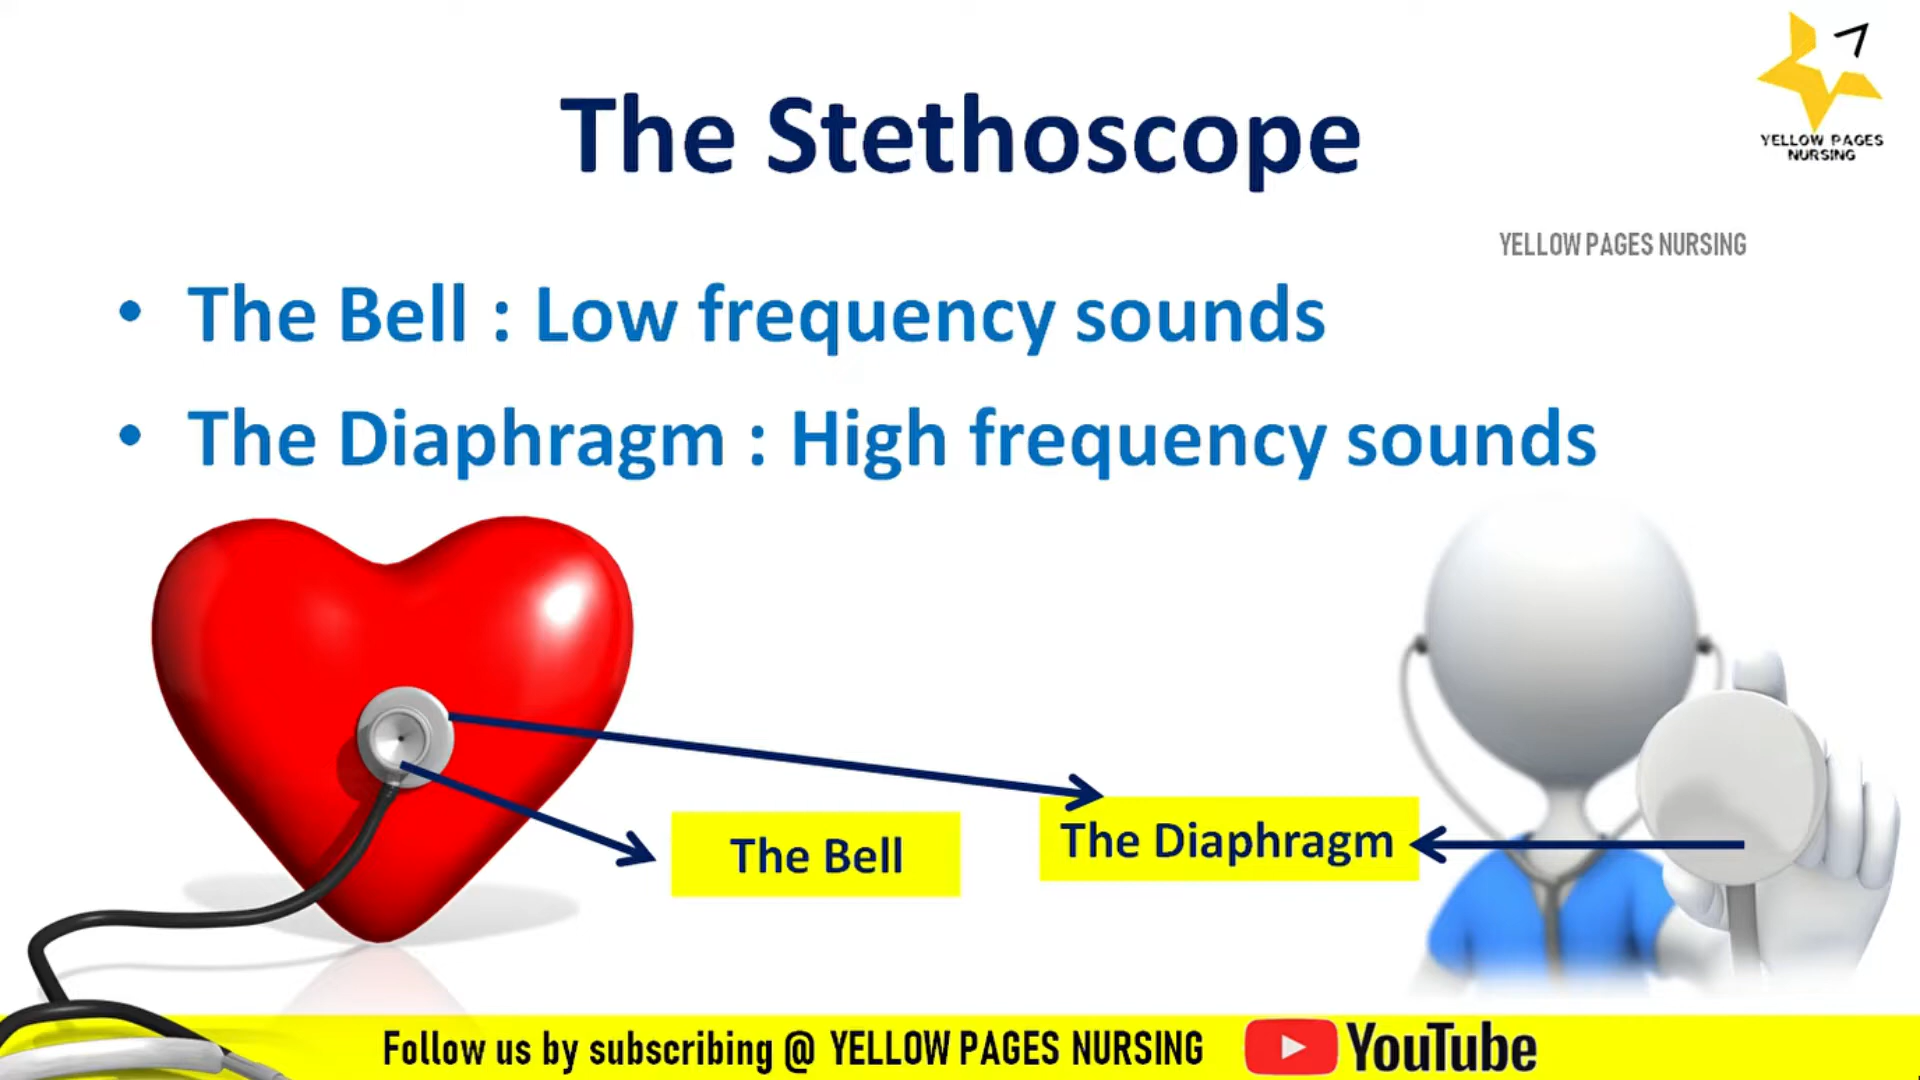 The Stethoscope
YELLOW PAGES
NURSING
YELLOW PAGES NURSING
• The Bell : Low frequency sounds
• The Diaphragm : High frequency sounds
The Bell
The Diaphragm
Follow us by subscribing @ YELLOW PAGES NURSING YouTube